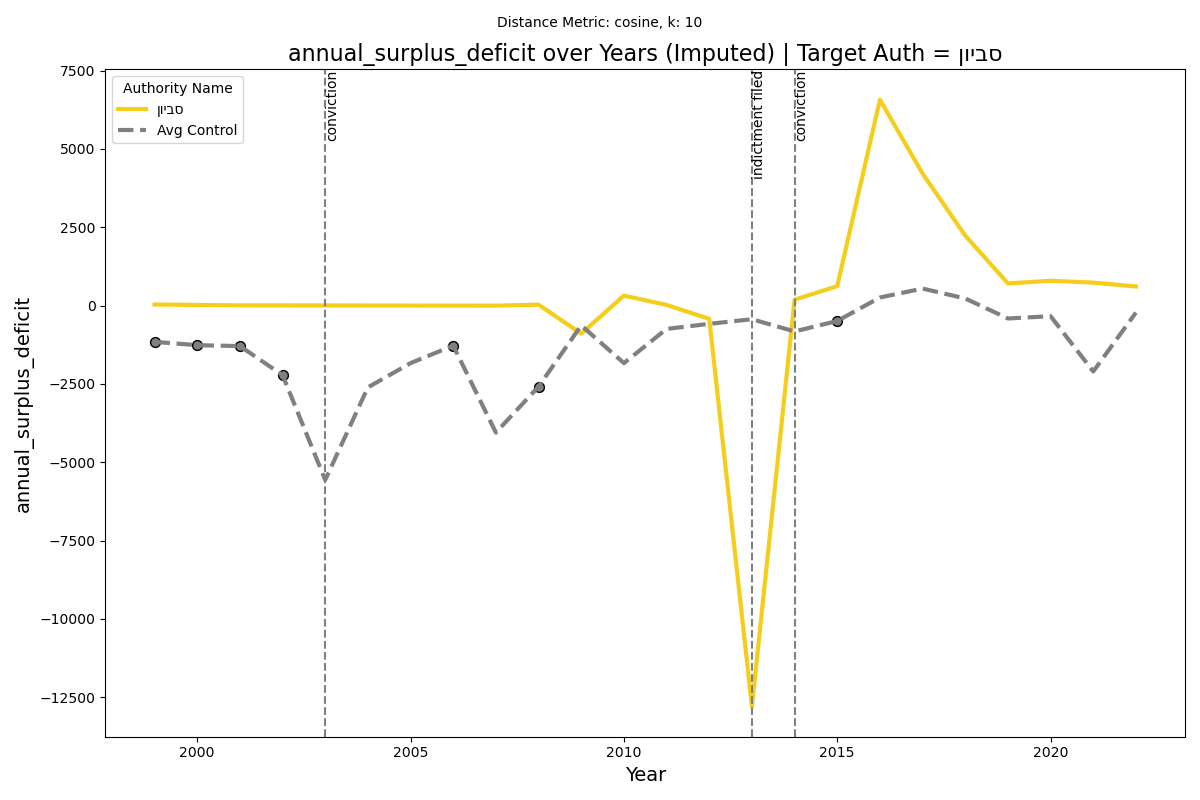 Distance Metric: cosine, k: 10
annual_surplus_deficit over Years (Imputed) | Target Auth = סביון
Authority Name
סביון
Avg Control
conviction
indictment filed
conviction
annual_surplus_deficit
7500
5000
2500
0
−2500
−5000
−7500
−10000
−12500
2000
2005
2010
2015
2020
Year